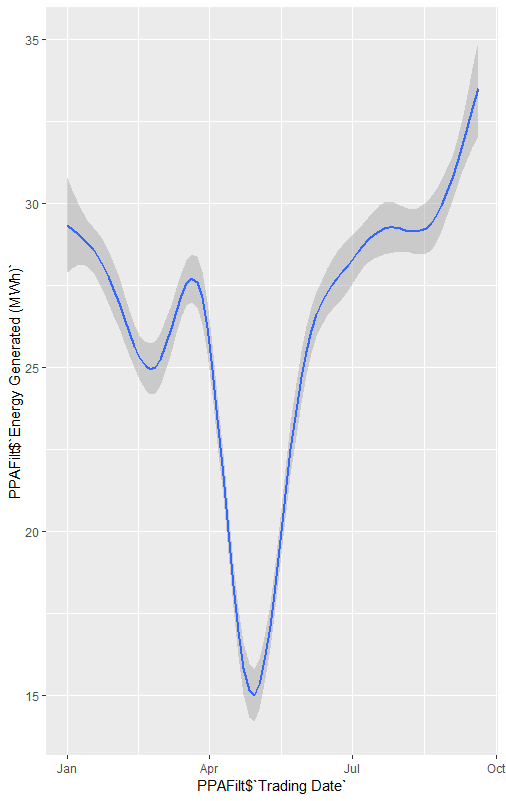 35
30
25
20
15
PPAFilt$`Energy Generated (MWh)`
Jan Apr Jul Oct
PPAFilt$`Trading Date`